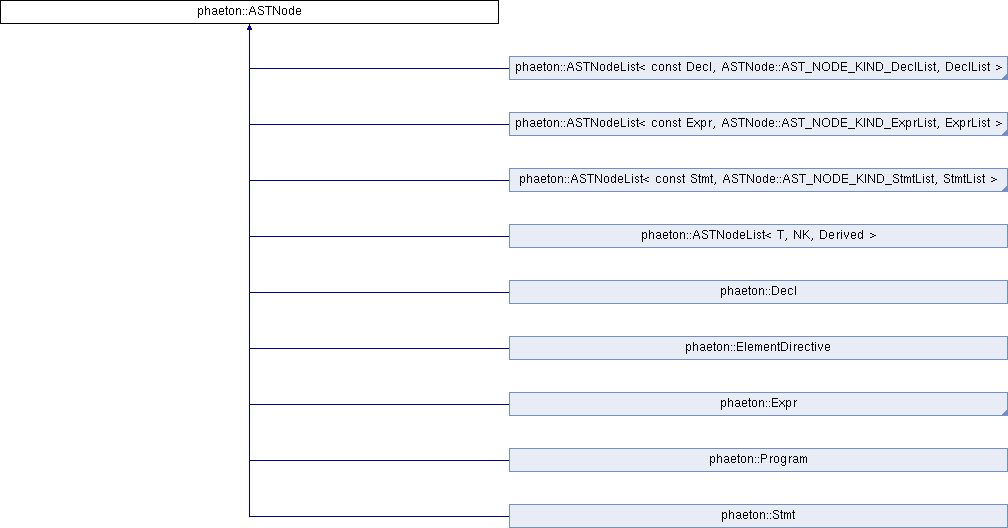 phaeton::ASTNode
phaeton::ASTNodeList< const Decl, ASTNode::AST_NODE_KIND_DeclList, DeclList >
phaeton::ASTNodeList< const Expr, ASTNode::AST_NODE_KIND_ExprList, ExprList >
phaeton::ASTNodeList< const Stmt, ASTNode::AST_NODE_KIND_StmtList, StmtList >
phaeton::ASTNodeList< T, NK, Derived >
phaeton::Decl
phaeton::ElementDirective
phaeton::Expr
phaeton::Program
phaeton::Stmt